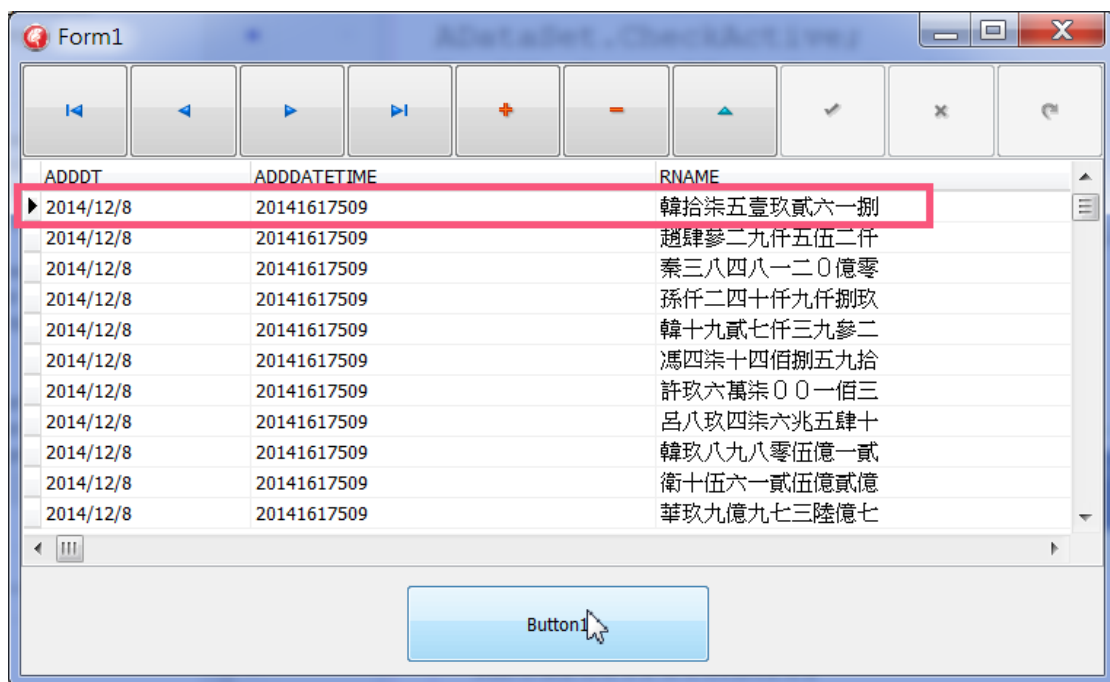 Form1
ADataSet.CheckActive;
ADDDT ADDDATETIME RNAME
2014/12/8 20141617509 韓拾柒五壹玖貳六一捌
2014/12/8 20141617509 趙肆參二九仟五伍二仟
2014/12/8 20141617509 秦三八四八一二０億零
2014/12/8 20141617509 孫仟二四十仟九仟捌玖
2014/12/8 20141617509 韓十九貳七仟三九參二
2014/12/8 20141617509 馮四柒十四佰捌五九拾
2014/12/8 20141617509 許玖六萬柒００一佰三
2014/12/8 20141617509 呂八玖四柒六兆五肆十
2014/12/8 20141617509 韓玖八九八零伍億一貳
2014/12/8 20141617509 衛十伍六一貳伍億貳億
2014/12/8 20141617509 華玖九億九七三陸億七
Button1